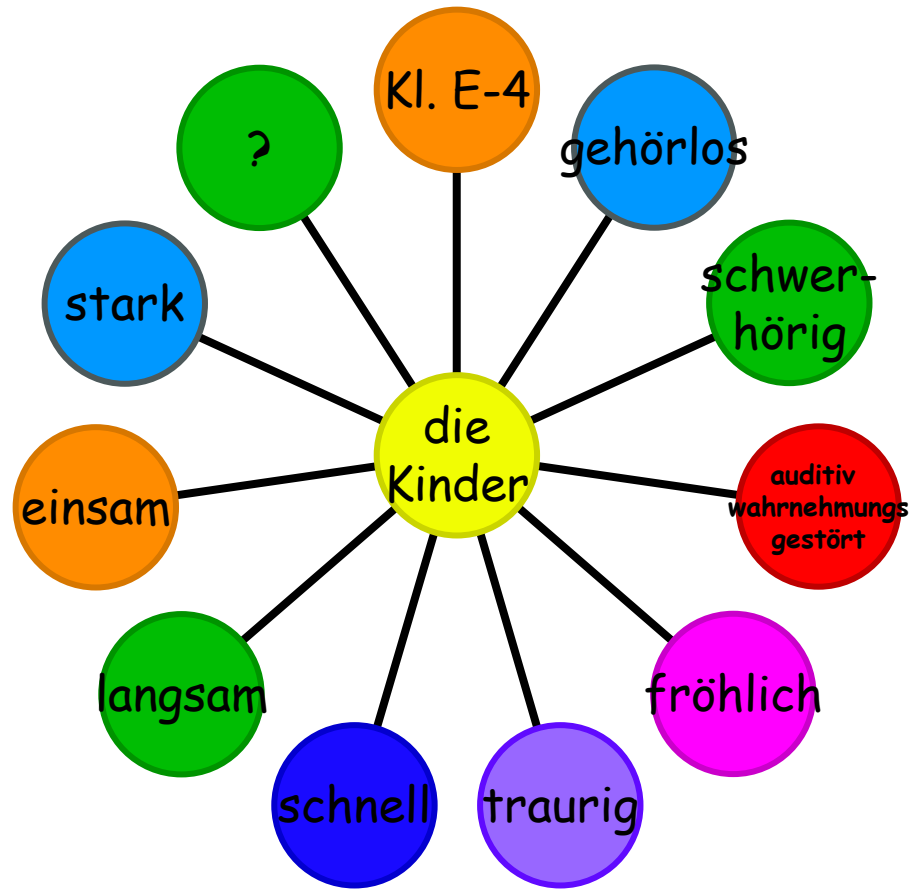 Kl. E-4
gehörlos
schwer-
hörig
auditiv
wahrnehmungs
gestört
fröhlich
traurig
schnell
langsam
einsam
stark
?
die
Kinder